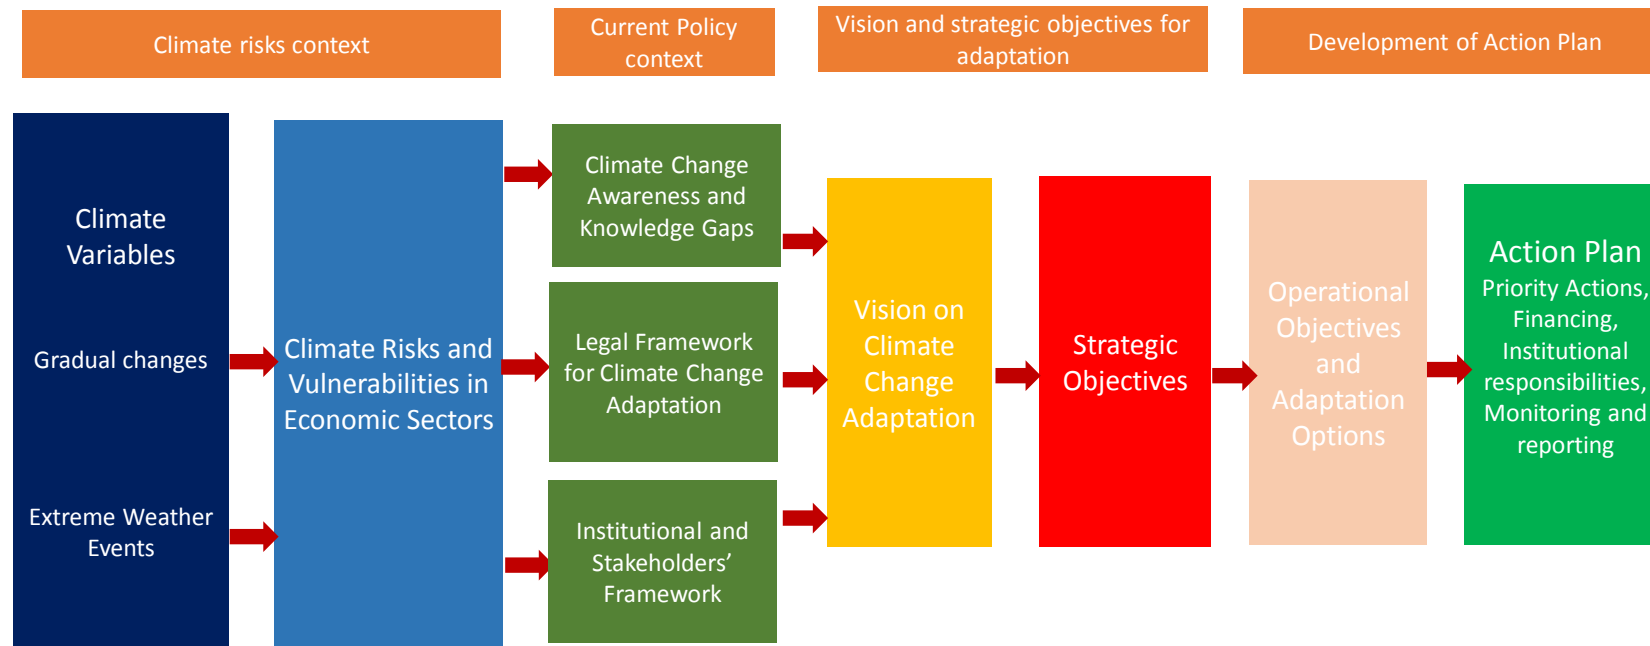 Climate risks context
Current Policy
context
Vision and strategic objectives for
adaptation
Development of Action Plan
Climate
Variables
Gradual changes
Extreme Weather
Events
Climate Risks and
Vulnerabilities in
Economic Sectors
Climate Change
Awareness and
Knowledge Gaps
Legal Framework
for Climate Change
Adaptation
Institutional and
Stakeholders’
Framework
Vision on
Climate
Change
Adaptation
Strategic
Objectives
Operational
Objectives
and
Adaptation
Options
Action Plan
Priority Actions,
Financing,
Institutional
responsibilities,
Monitoring and
reporting